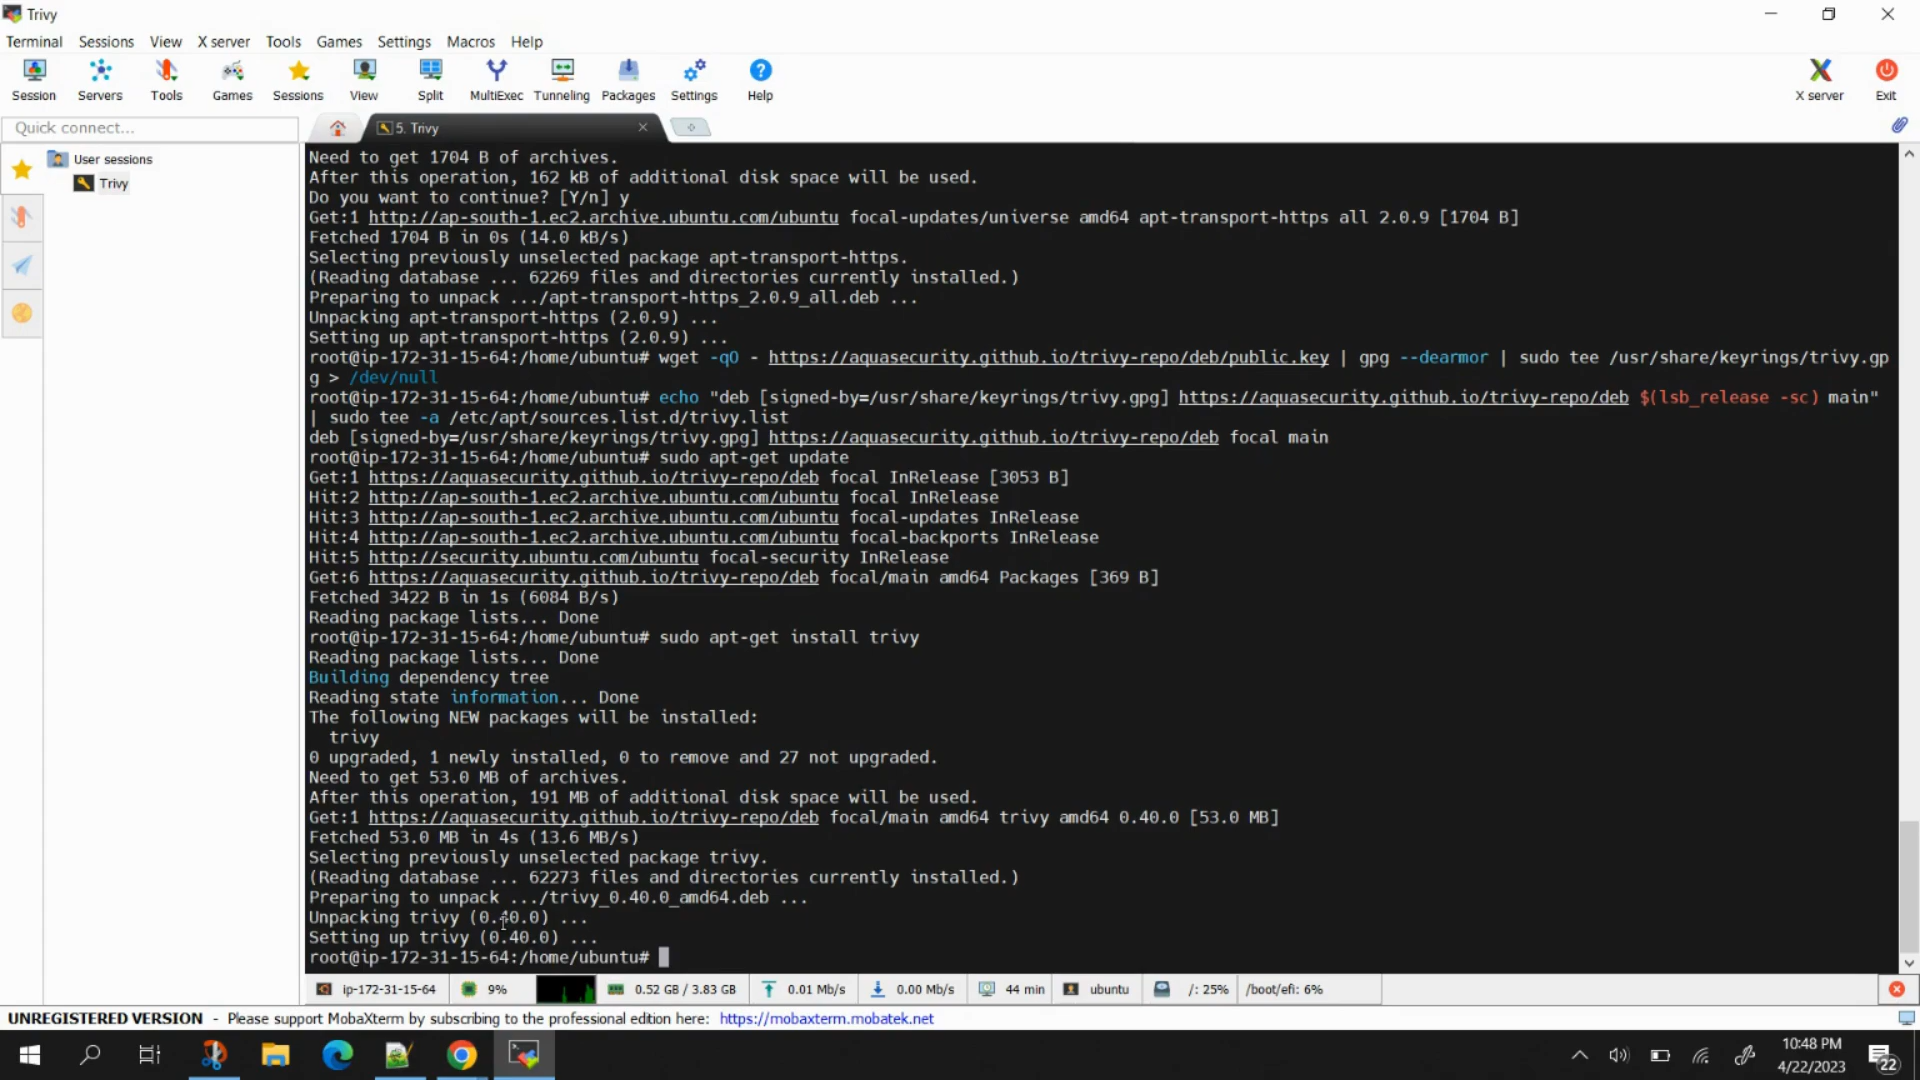 Trivy
Terminal Sessions View X server Tools Games Settings Macros Help
Session Servers Tools Games Sessions View Split MultiExec Tunneling Packages Settings Help X server Exit
Quick connect...
5. Trivy
User sessions
Trivy
Need to get 1704 B of archives.
After this operation, 162 kB of additional disk space will be used.
Do you want to continue? [Y/n] y
Get:1 http://ap-south-1.ec2.archive.ubuntu.com/ubuntu focal-updates/universe amd64 apt-transport-https all 2.0.9 [1704 B]
Fetched 1704 B in 0s (14.0 kB/s)
Selecting previously unselected package apt-transport-https.
(Reading database ... 62269 files and directories currently installed.)
Preparing to unpack .../apt-transport-https_2.0.9_all.deb ...
Unpacking apt-transport-https (2.0.9) ...
Setting up apt-transport-https (2.0.9) ...
root@ip-172-31-15-64:/home/ubuntu# wget -qO - https://aquasecurity.github.io/trivy-repo/deb/public.key | gpg --dearmor | sudo tee /usr/share/keyrings/trivy.gp
g > /dev/null
root@ip-172-31-15-64:/home/ubuntu# echo "deb [signed-by=/usr/share/keyrings/trivy.gpg] https://aquasecurity.github.io/trivy-repo/deb $(lsb_release -sc) main"
| sudo tee -a /etc/apt/sources.list.d/trivy.list
deb [signed-by=/usr/share/keyrings/trivy.gpg] https://aquasecurity.github.io/trivy-repo/deb focal main
root@ip-172-31-15-64:/home/ubuntu# sudo apt-get update
Get:1 https://aquasecurity.github.io/trivy-repo/deb focal InRelease [3053 B]
Hit:2 http://ap-south-1.ec2.archive.ubuntu.com/ubuntu focal InRelease
Hit:3 http://ap-south-1.ec2.archive.ubuntu.com/ubuntu focal-updates InRelease
Hit:4 http://ap-south-1.ec2.archive.ubuntu.com/ubuntu focal-backports InRelease
Hit:5 http://security.ubuntu.com/ubuntu focal-security InRelease
Get:6 https://aquasecurity.github.io/trivy-repo/deb focal/main amd64 Packages [369 B]
Fetched 3422 B in 1s (6084 B/s)
Reading package lists... Done
root@ip-172-31-15-64:/home/ubuntu# sudo apt-get install trivy
Reading package lists... Done
Building dependency tree
Reading state information... Done
The following NEW packages will be installed:
trivy
0 upgraded, 1 newly installed, 0 to remove and 27 not upgraded.
Need to get 53.0 MB of archives.
After this operation, 191 MB of additional disk space will be used.
Get:1 https://aquasecurity.github.io/trivy-repo/deb focal/main amd64 trivy amd64 0.40.0 [53.0 MB]
Fetched 53.0 MB in 4s (13.6 MB/s)
Selecting previously unselected package trivy.
(Reading database ... 62273 files and directories currently installed.)
Preparing to unpack .../trivy_0.40.0_amd64.deb ...
Unpacking trivy (0.40.0) ...
Setting up trivy (0.40.0) ...
root@ip-172-31-15-64:/home/ubuntu#
ip-172-31-15-64 9% 0.52 GB / 3.83 GB 0.01 Mb/s 0.00 Mb/s 44 min ubuntu /: 25% /boot/efi: 6%
UNREGISTERED VERSION - Please support MobaXterm by subscribing to the professional edition here: https://mobaxterm.mobatek.net
10:48 PM
4/22/2023
22